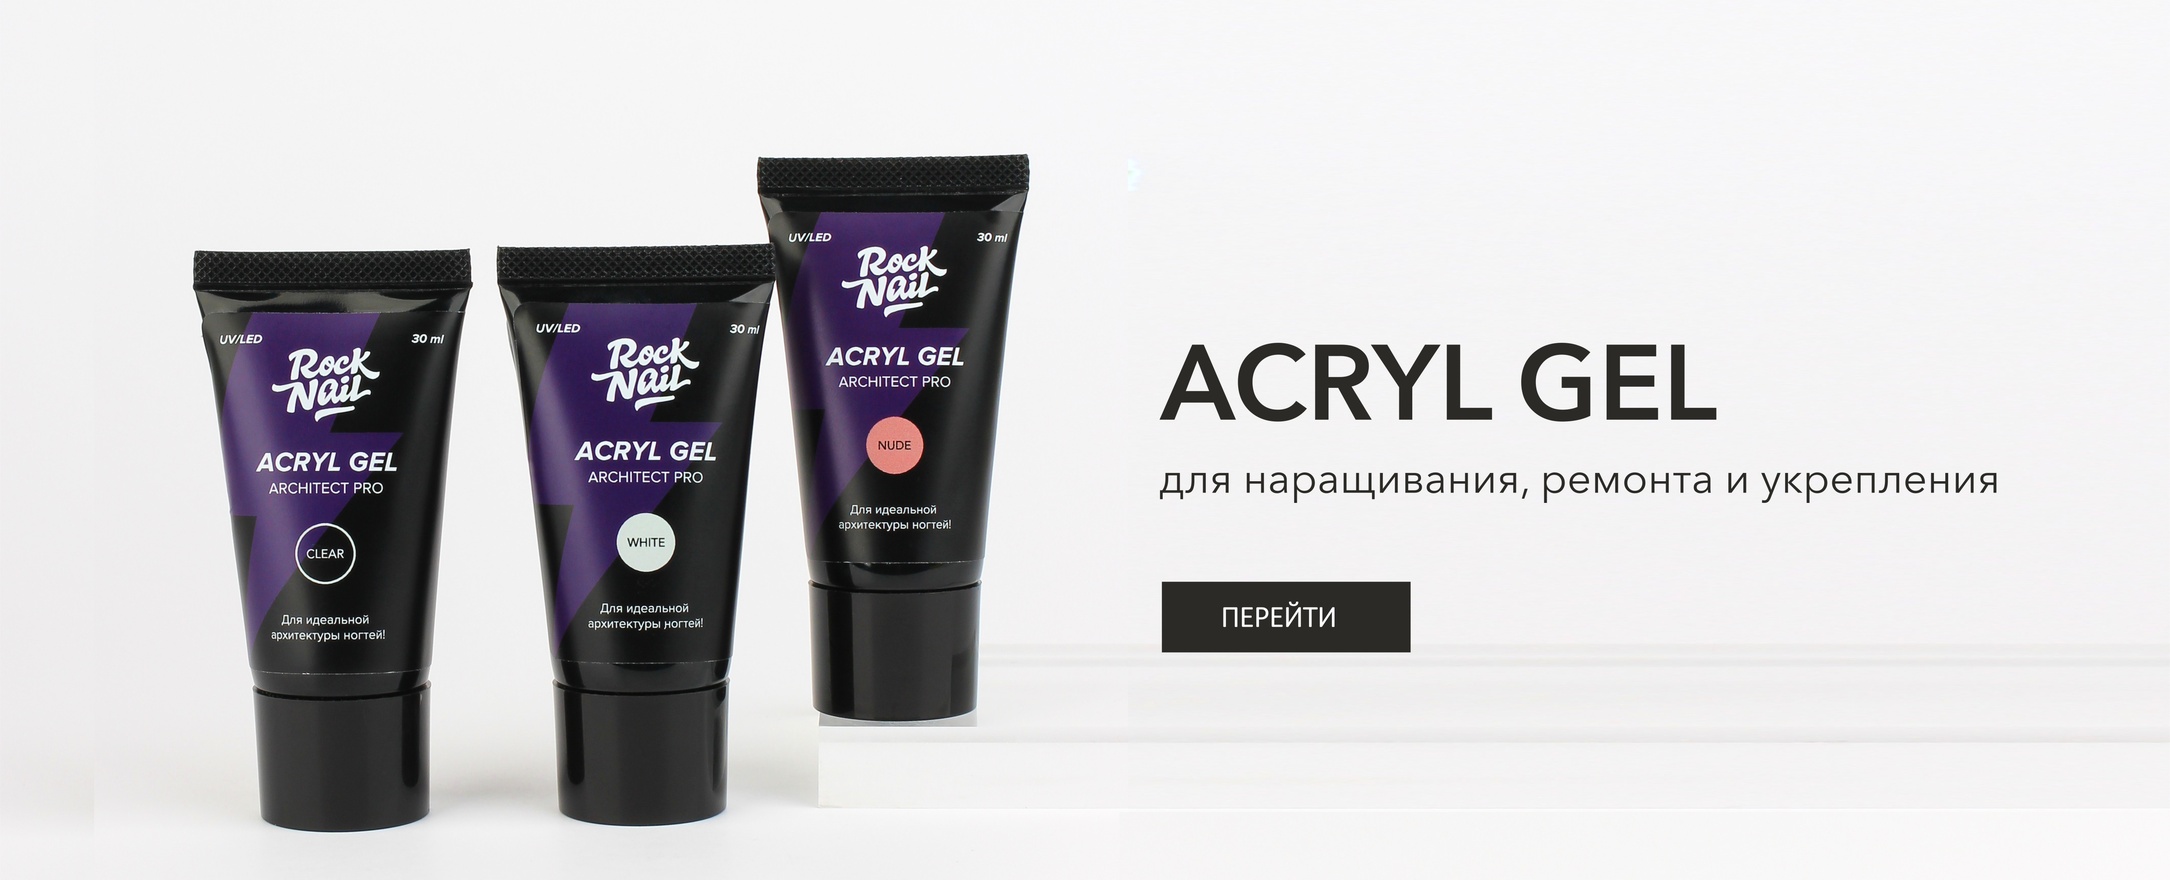 UV/LED
30 ml
Rock
Nail
ACRYL GEL
ARCHITECT PRO
CLEAR
Для идеальной
архитектуры ногтей!
UV/LED
30 ml
Rock
Nail
ACRYL GEL
ARCHITECT PRO
WHITE
Для идеальной
архитектуры ногтей!
UV/LED
30 ml
Rock
Nail
ACRYL GEL
ARCHITECT PRO
NUDE
Для идеальной
архитектуры ногтей!
ACRYL GEL
для наращивания, ремонта и укрепления
ПЕРЕЙТИ